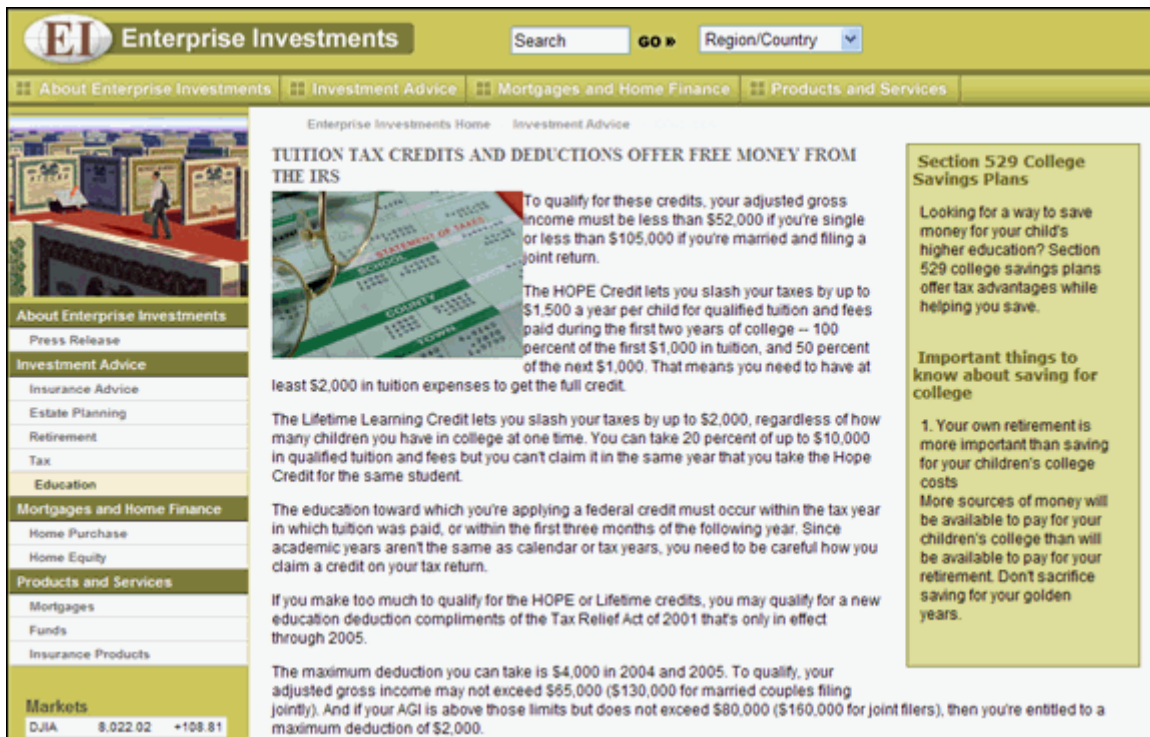 EI Enterprise Investments
Search GO » Region/Country
About Enterprise Investments Investment Advice Mortgages and Home Finance Products and Services
Enterprise Investments Home Investment Advice
About Enterprise Investments
Press Release
Investment Advice
Insurance Advice
Estate Planning
Retirement
Tax
Education
Mortgages and Home Finance
Home Purchase
Home Equity
Products and Services
Mortgages
Funds
Insurance Products
Markets
DJIA 8,022.02 +108.81
TUITION TAX CREDITS AND DEDUCTIONS OFFER FREE MONEY FROM
THE IRS
STATEMENT OF TAXES
SCHOOL
COUNTY
TOWN
To qualify for these credits, your adjusted gross
income must be less than $52,000 if you're single
or less than $105,000 if you're married and filing a
joint return.
The HOPE Credit lets you slash your taxes by up to
$1,500 a year per child for qualified tuition and fees
paid during the first two years of college -- 100
percent of the first $1,000 in tuition, and 50 percent
of the next $1,000. That means you need to have at
least $2,000 in tuition expenses to get the full credit.
The Lifetime Learning Credit lets you slash your taxes by up to $2,000, regardless of how
many children you have in college at one time. You can take 20 percent of up to $10,000
in qualified tuition and fees but you can't claim it in the same year that you take the Hope
Credit for the same student.
The education toward which you're applying a federal credit must occur within the tax year
in which tuition was paid, or within the first three months of the following year. Since
academic years aren't the same as calendar or tax years, you need to be careful how you
claim a credit on your tax return.
If you make too much to qualify for the HOPE or Lifetime credits, you may qualify for a new
education deduction compliments of the Tax Relief Act of 2001 that's only in effect
through 2005.
The maximum deduction you can take is $4,000 in 2004 and 2005. To qualify, your
adjusted gross income may not exceed $65,000 ($130,000 for married couples filing
jointly). And if your AGI is above those limits but does not exceed $80,000 ($160,000 for joint filers), then you're entitled to a
maximum deduction of $2,000.
Section 529 College
Savings Plans
Looking for a way to save
money for your child's
higher education? Section
529 college savings plans
offer tax advantages while
helping you save.
Important things to
know about saving for
college
1. Your own retirement is
more important than saving
for your children's college
costs
More sources of money will
be available to pay for your
children's college than will
be available to pay for your
retirement. Don't sacrifice
saving for your golden
years.